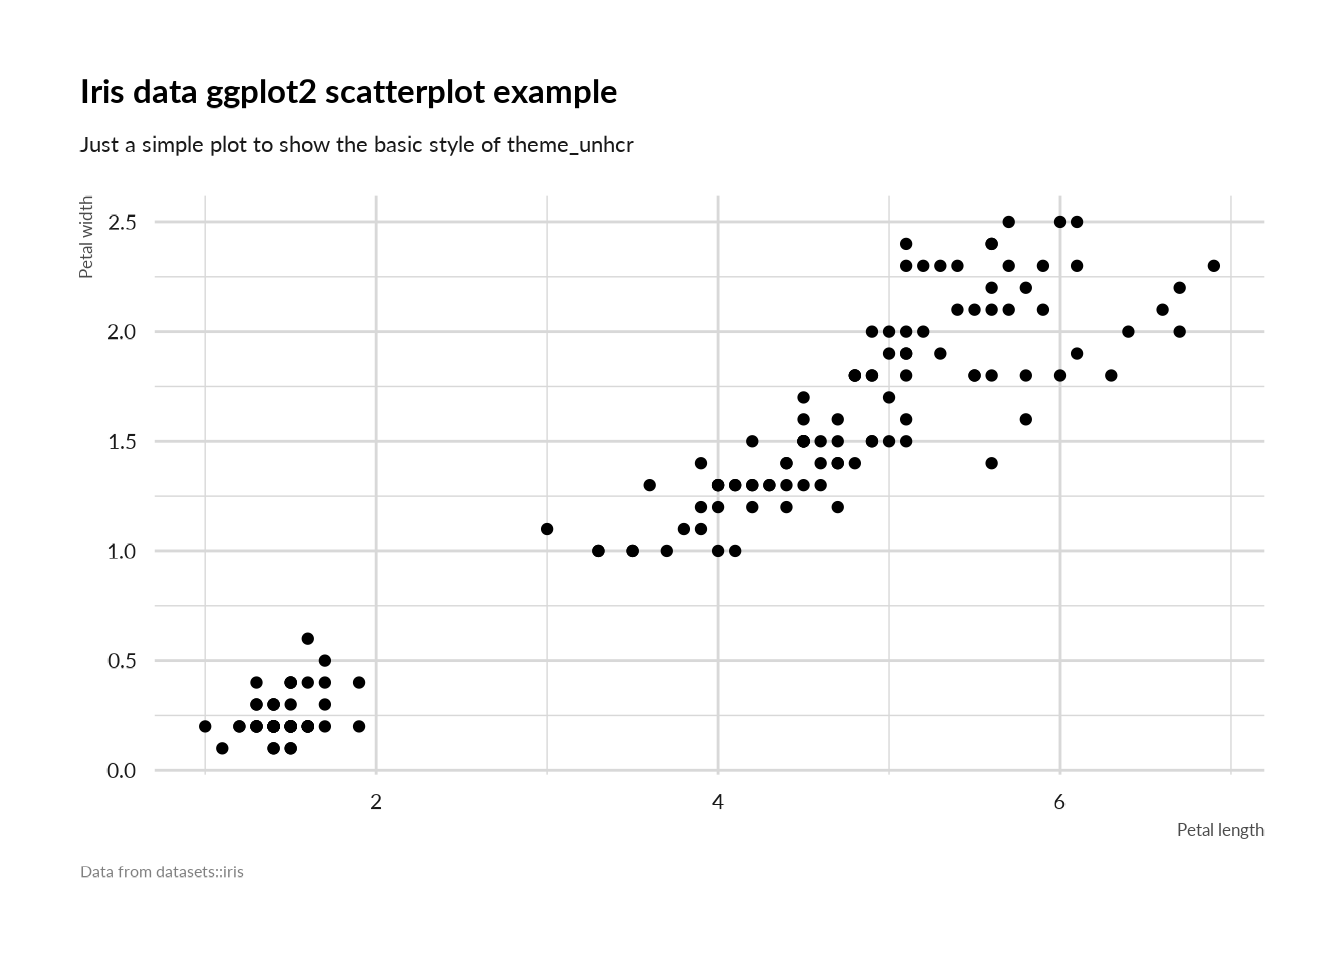 Iris data ggplot2 scatterplot example
Just a simple plot to show the basic style of theme_unhcr
Petal width
2.5
2.0
1.5
1.0
0.5
0.0
2 4 6
Petal length
Data from datasets::iris